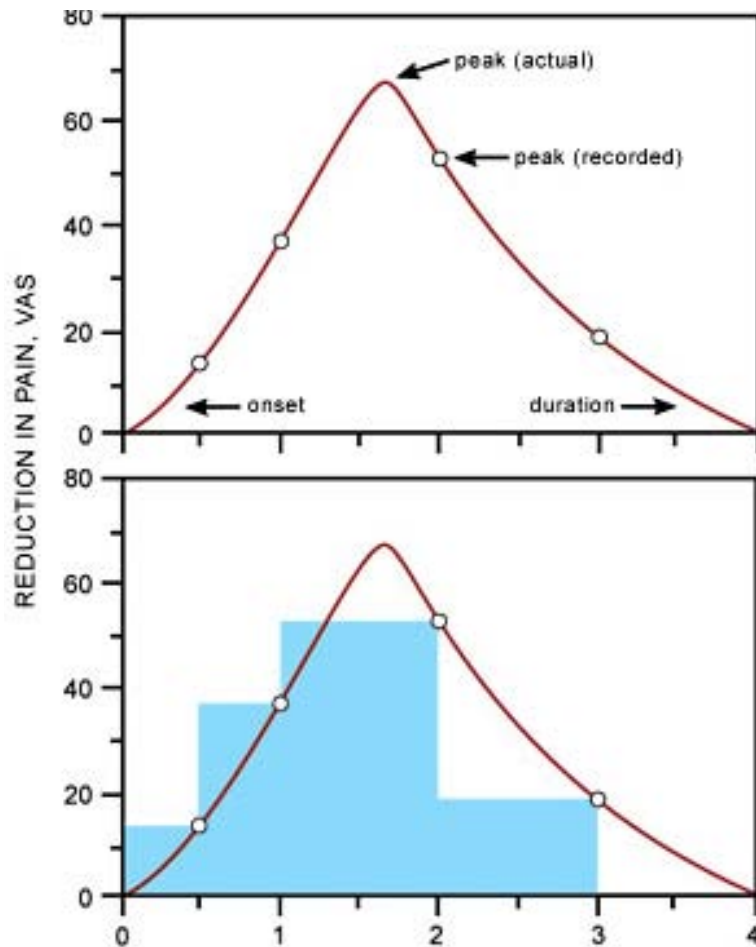 80
peak (actual)
60
peak (recorded)
40
20
onset
duration
0
REDUCTION IN PAIN, VAS
80
60
40
20
0
0 1 2 3 4